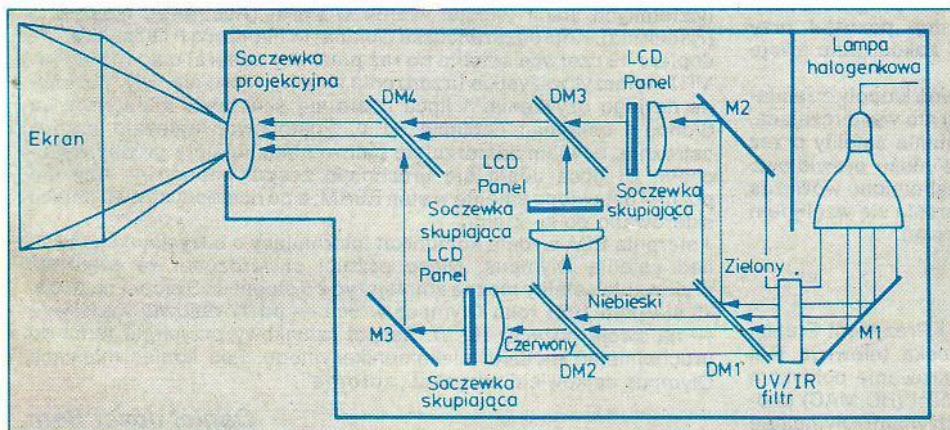 Ekran
Soczewka
projekcyjna
DM4
DM3
LCD
Panel
M2
Lampa
halogenkowa
LCD
Panel
Soczewka
skupiająca
Soczewka
skupiająca
LCD
Panel
Zielony
Niebieski
M1
M3
Czerwony
Soczewka
skupiająca
DM2
DM1
UV/IR
filtr